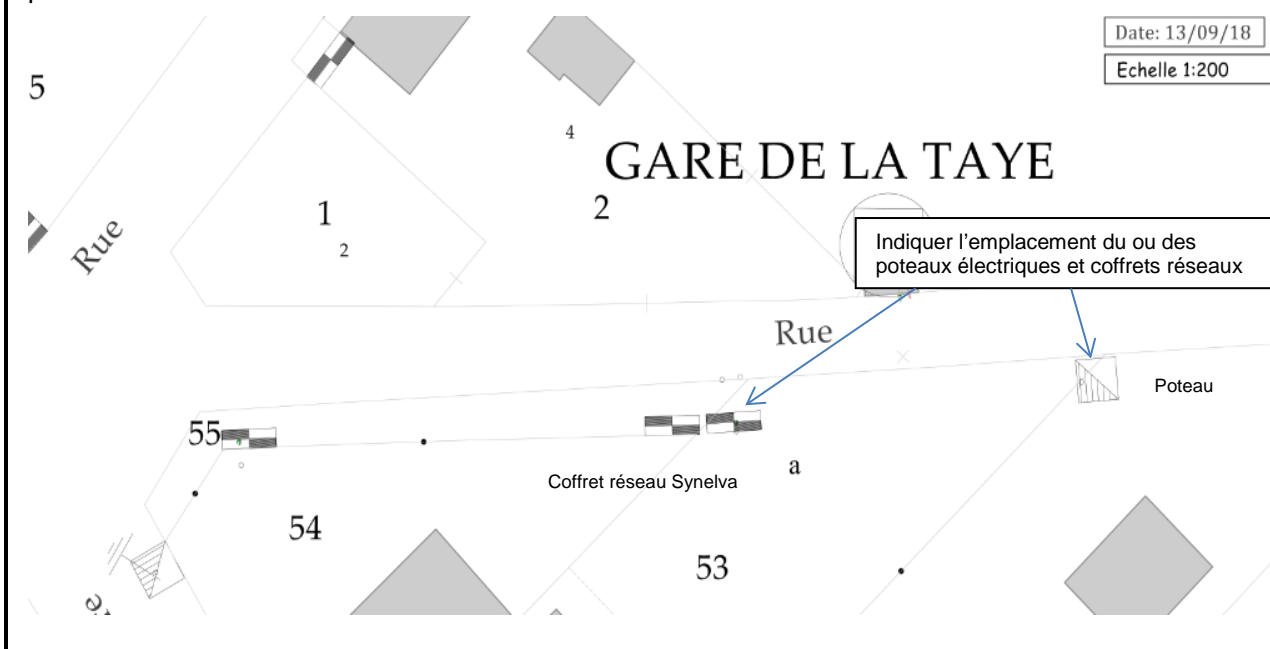 Date: 13/09/18
Echelle 1:200
5
4
GARE DE LA TAYE
1
2
2
Rue
Indiquer l’emplacement du ou des
poteaux électriques et coffrets réseaux
Rue
Poteau
55
a
Coffret réseau Synelva
54
53